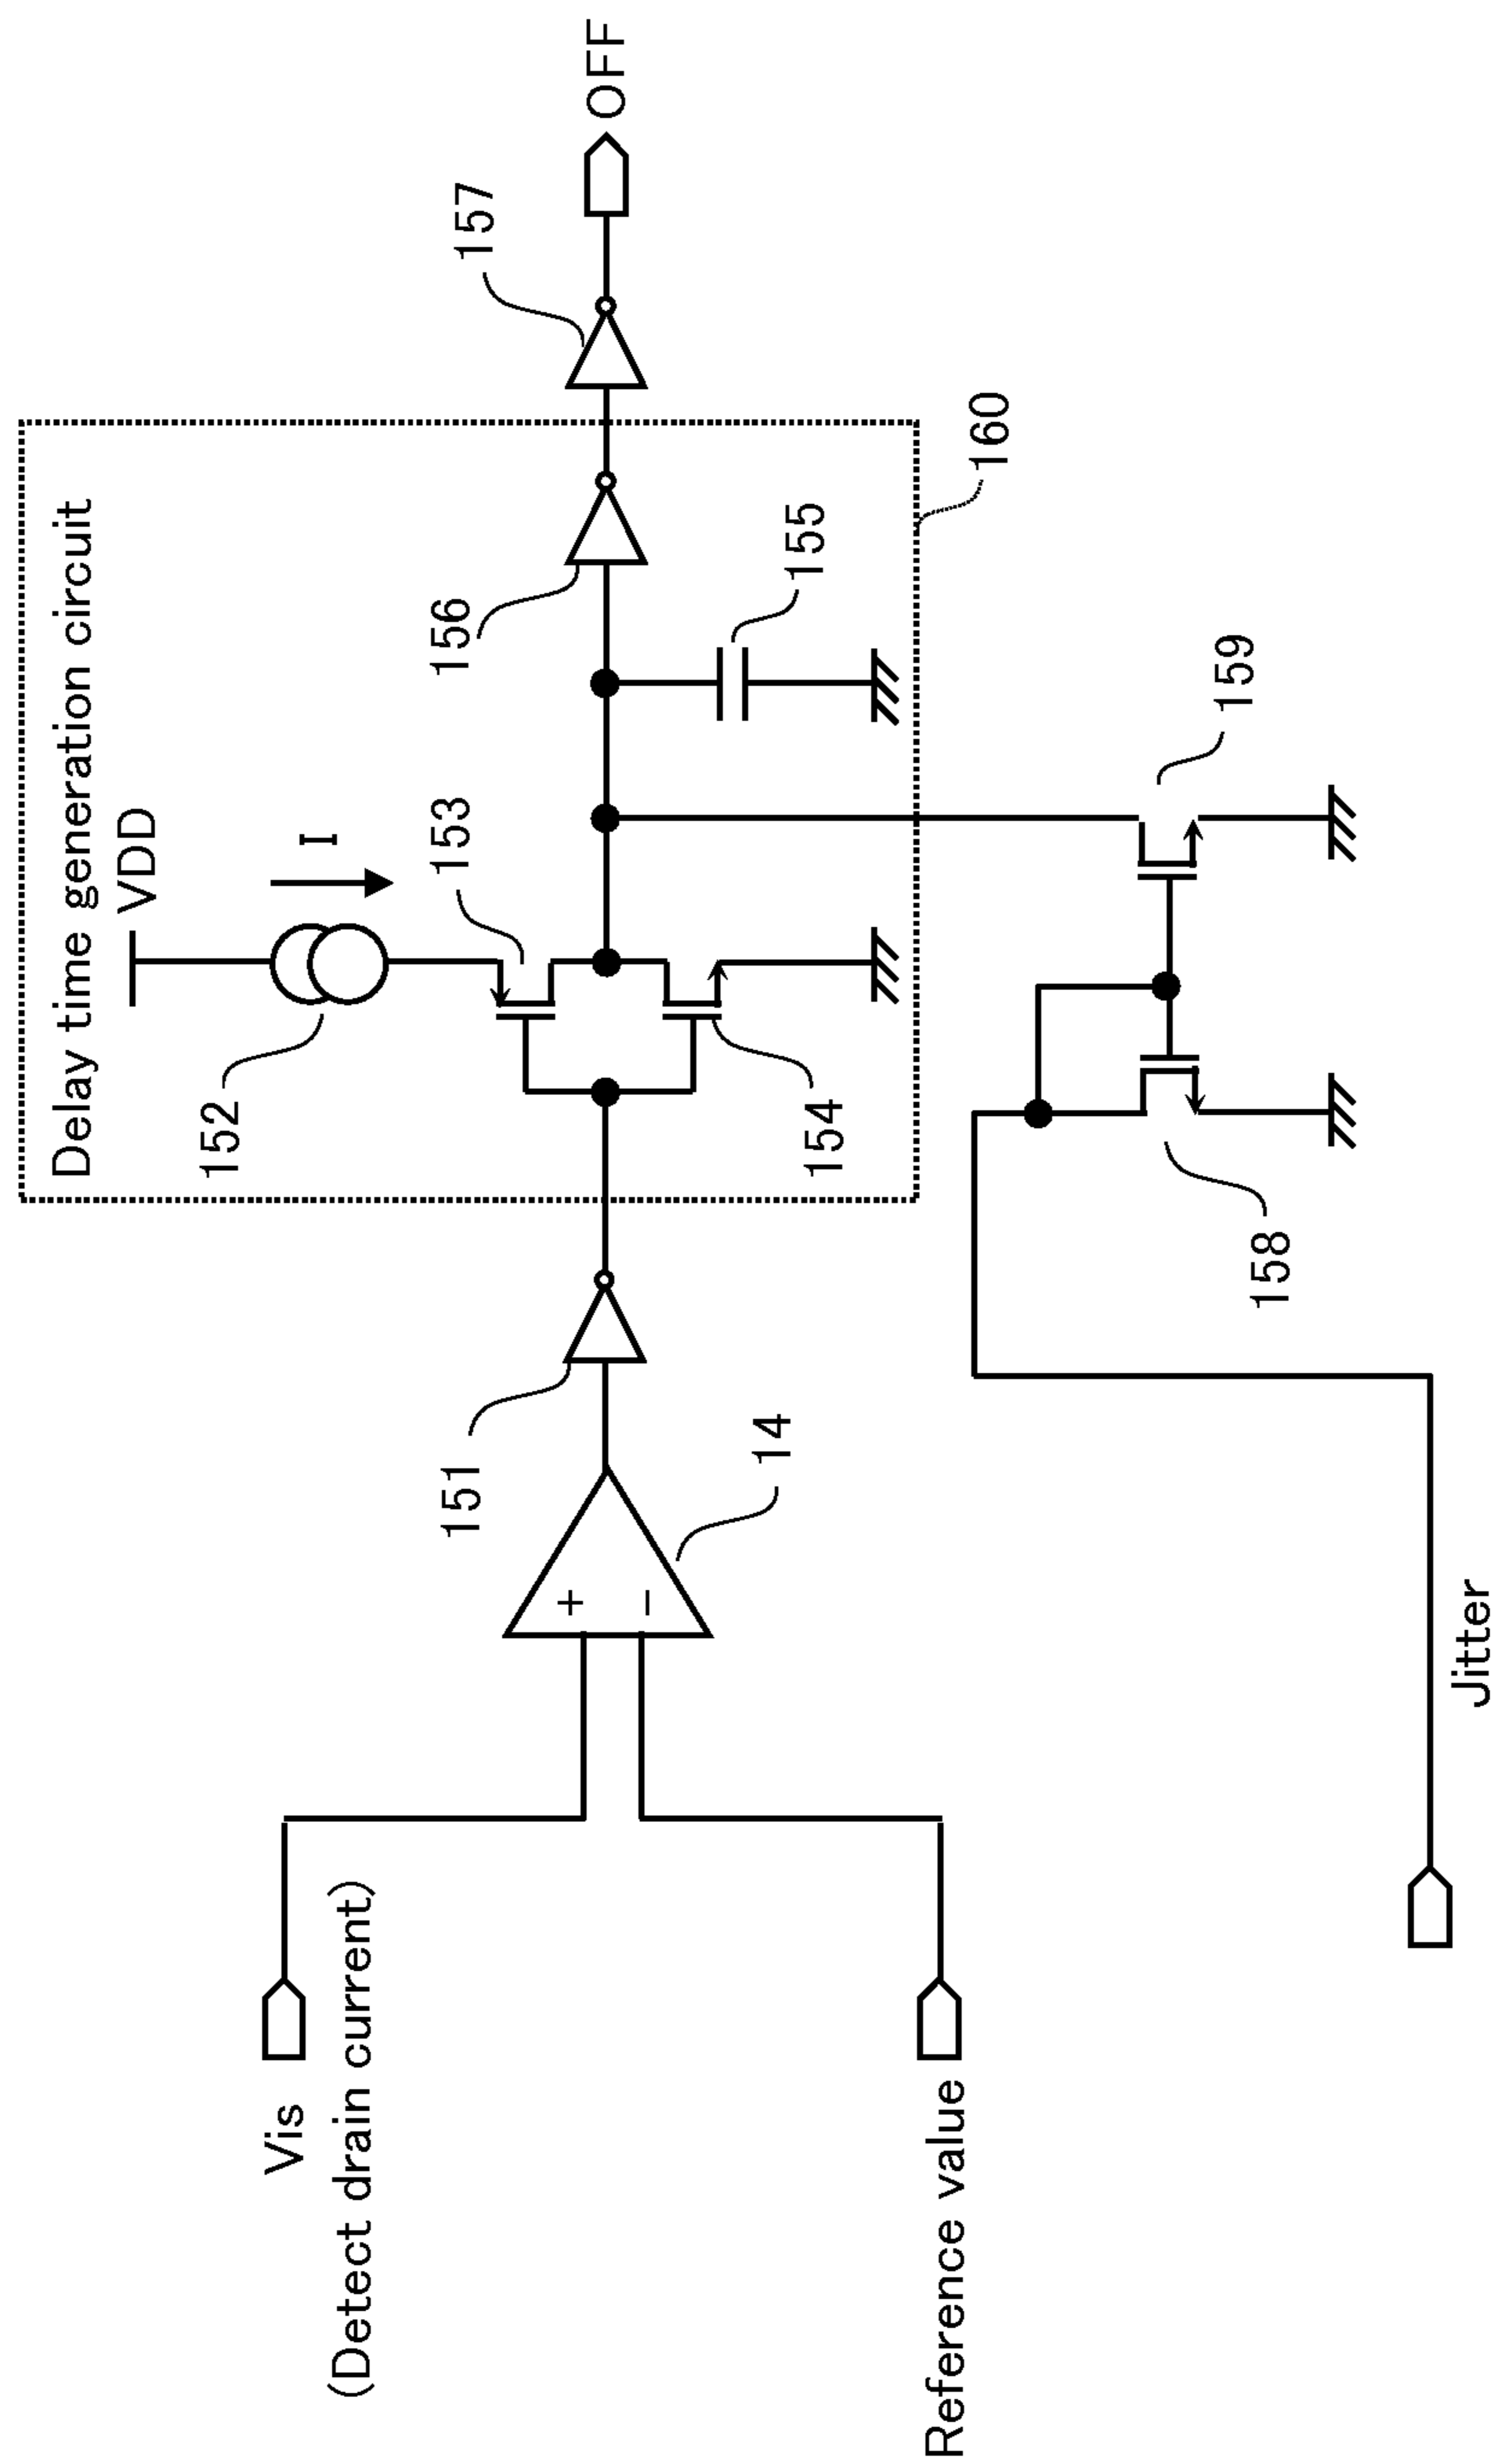 Delay time generation circuit
VDD
I
152
153
154
156
155
157
OFF
160
151
14
+
−
Vis
(Detect drain current)
Reference value
159
158
Jitter